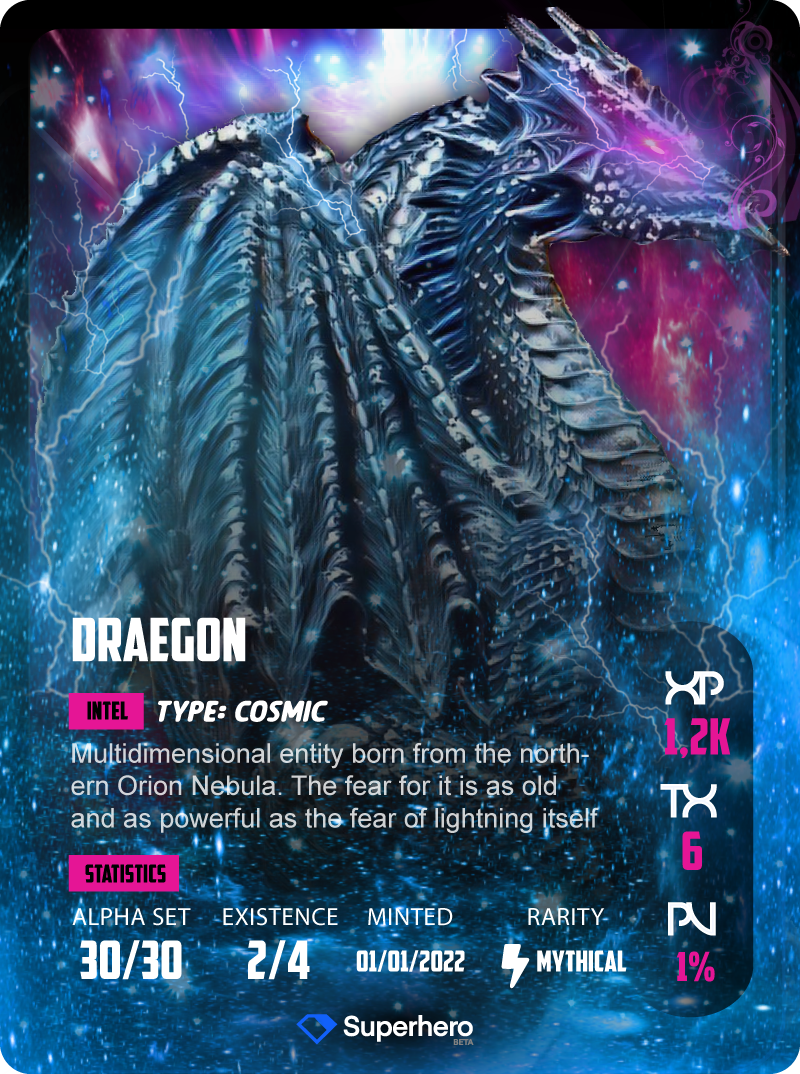 DRAEGON
INTEL TYPE: COSMIC
Multidimensional entity born from the north-
ern Orion Nebula. The fear for it is as old
and as powerful as the fear of lightning itself
XP
1,2K
TX
6
PV
1%
STATISTICS
ALPHA SET EXISTENCE MINTED RARITY
30/30 2/4 01/01/2022 MYTHICAL
Superhero
BETA